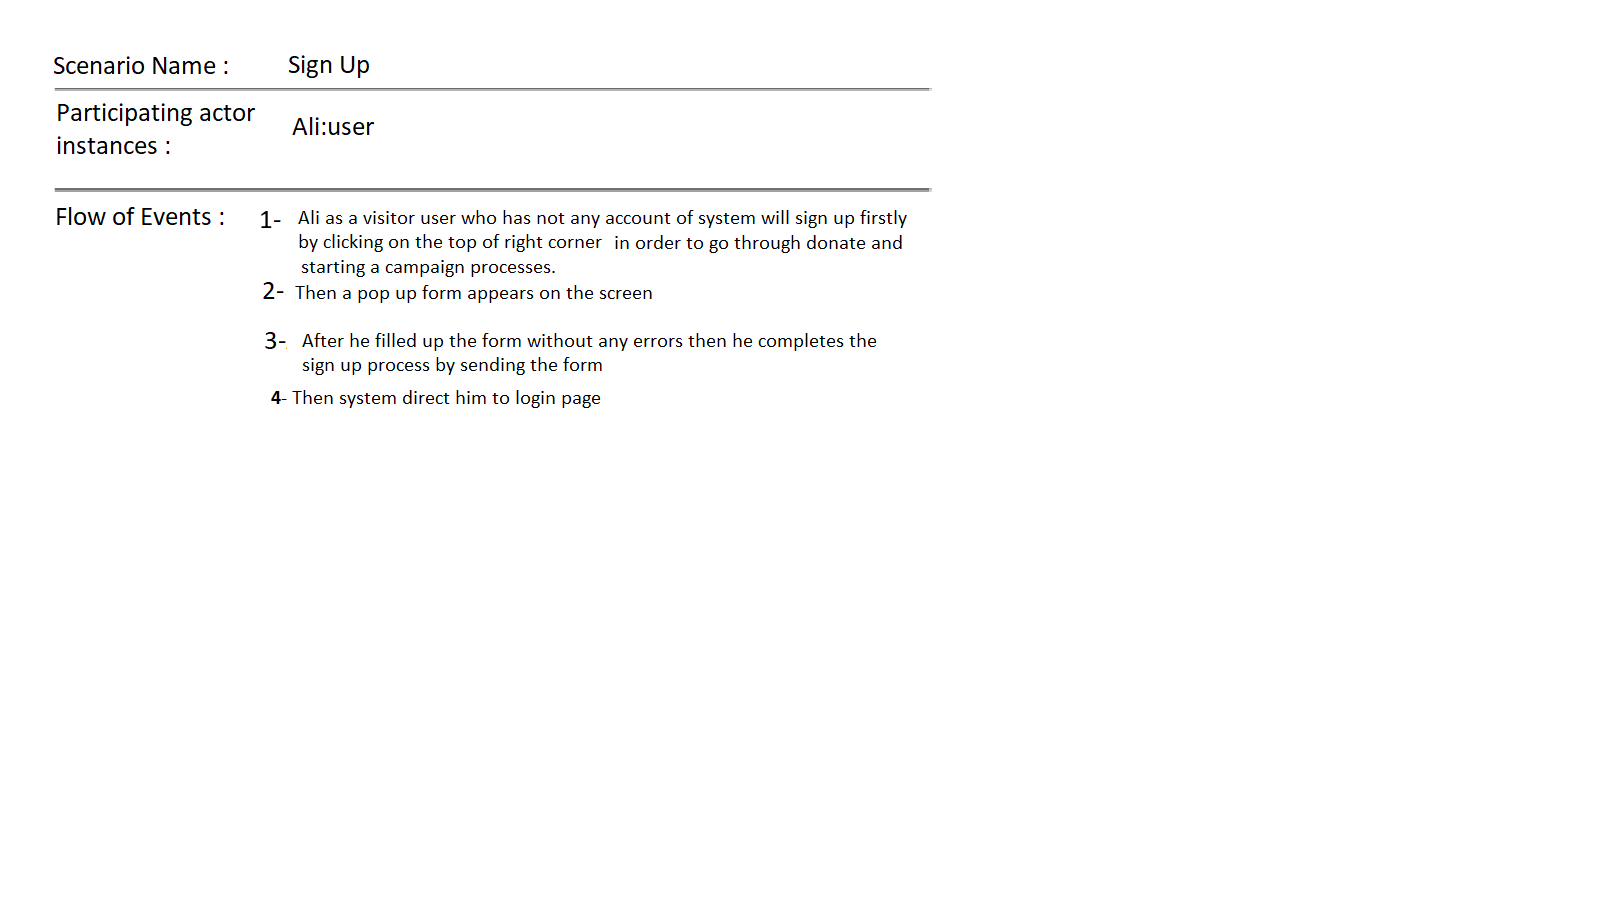 Scenario Name : Sign Up
Participating actor
instances :
Ali:user
Flow of Events : 1- Ali as a visitor user who has not any account of system will sign up firstly
by clicking on the top of right corner in order to go through donate and
starting a campaign processes.
2- Then a pop up form appears on the screen
3- After he filled up the form without any errors then he completes the
sign up process by sending the form
4- Then system direct him to login page